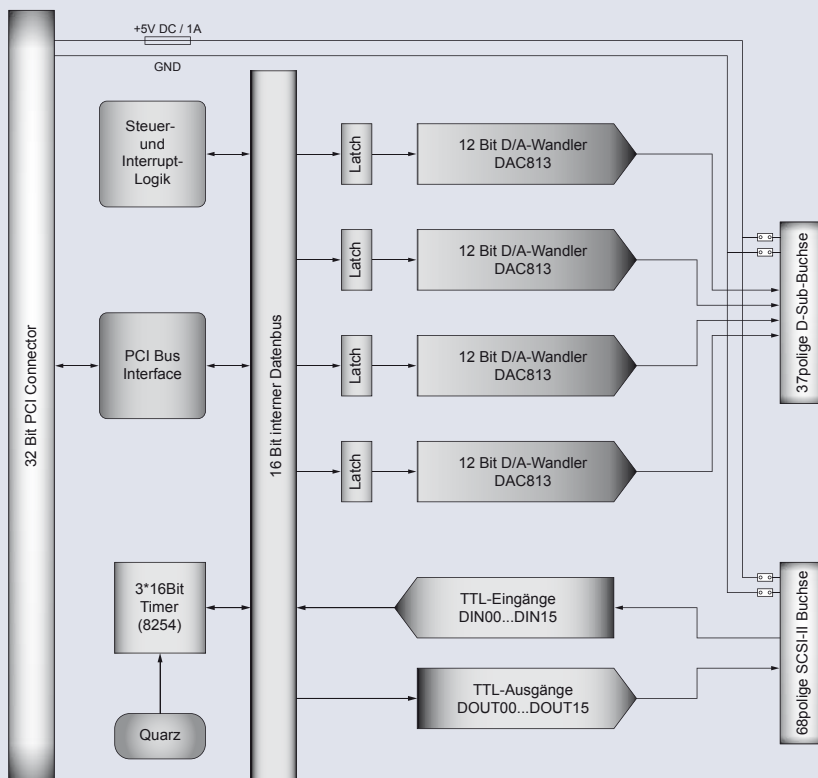 +5V DC / 1A
GND
32 Bit PCI Connector
Steuer-
und
Interrupt-
Logik
PCI Bus
Interface
3*16Bit
Timer
(8254)
Quarz
16 Bit interner Datenbus
Latch
12 Bit D/A-Wandler
DAC813
Latch
12 Bit D/A-Wandler
DAC813
Latch
12 Bit D/A-Wandler
DAC813
Latch
12 Bit D/A-Wandler
DAC813
TTL-Eingänge
DIN00...DIN15
TTL-Ausgänge
DOUT00...DOUT15
37polige D-Sub-Buchse
68polige SCSI-II Buchse